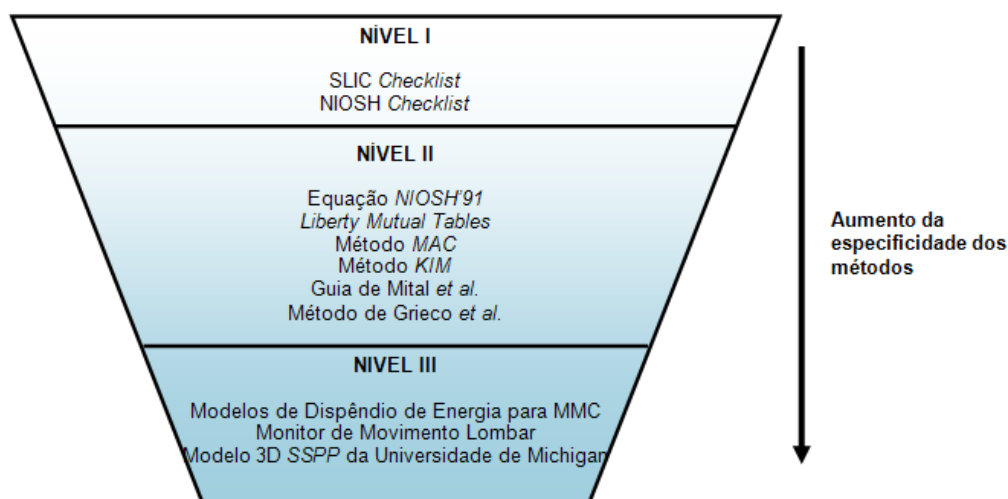 NÍVEL I
SLIC Checklist
NIOSH Checklist
NÍVEL II
Equação NIOSH'91
Liberty Mutual Tables
Método MAC
Método KIM
Guia de Mital et al.
Método de Grieco et al.
NIVEL III
Modelos de Dispêndio de Energia para MMC
Monitor de Movimento Lombar
Modelo 3D SSPP da Universidade de Michigan
Aumento da
especificidade dos
métodos